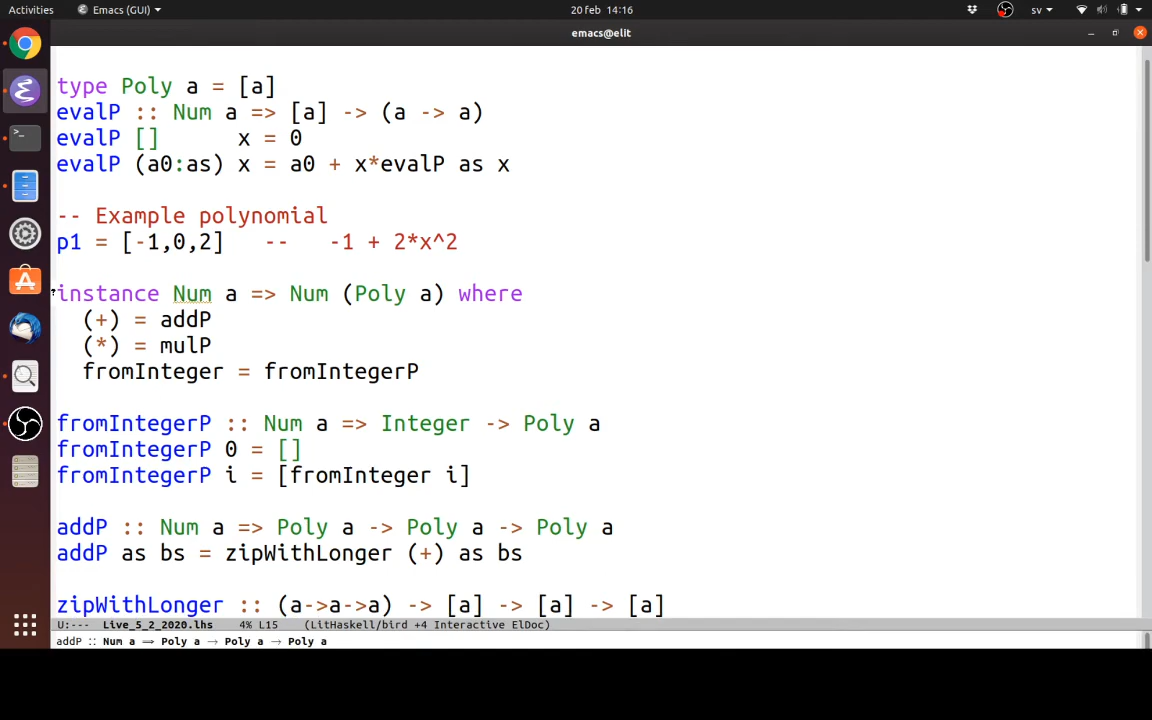 Activities Emacs (GUI) 20 feb 14:16 sv
emacs@elit
type Poly a = [a]
evalP :: Num a => [a] -> (a -> a)
evalP []      x = 0
evalP (a0:as) x = a0 + x*evalP as x
-- Example polynomial
p1 = [-1,0,2]   --   -1 + 2*x^2
instance Num a => Num (Poly a) where
  (+) = addP
  (*) = mulP
  fromInteger = fromIntegerP
fromIntegerP :: Num a => Integer -> Poly a
fromIntegerP 0 = []
fromIntegerP i = [fromInteger i]
addP :: Num a => Poly a -> Poly a -> Poly a
addP as bs = zipWithLonger (+) as bs
zipWithLonger :: (a->a->a) -> [a] -> [a] -> [a]
U:--- Live_5_2_2020.lhs 4% L15 (LitHaskell/bird +4 Interactive ElDoc)
addP :: Num a ⇒ Poly a → Poly a → Poly a